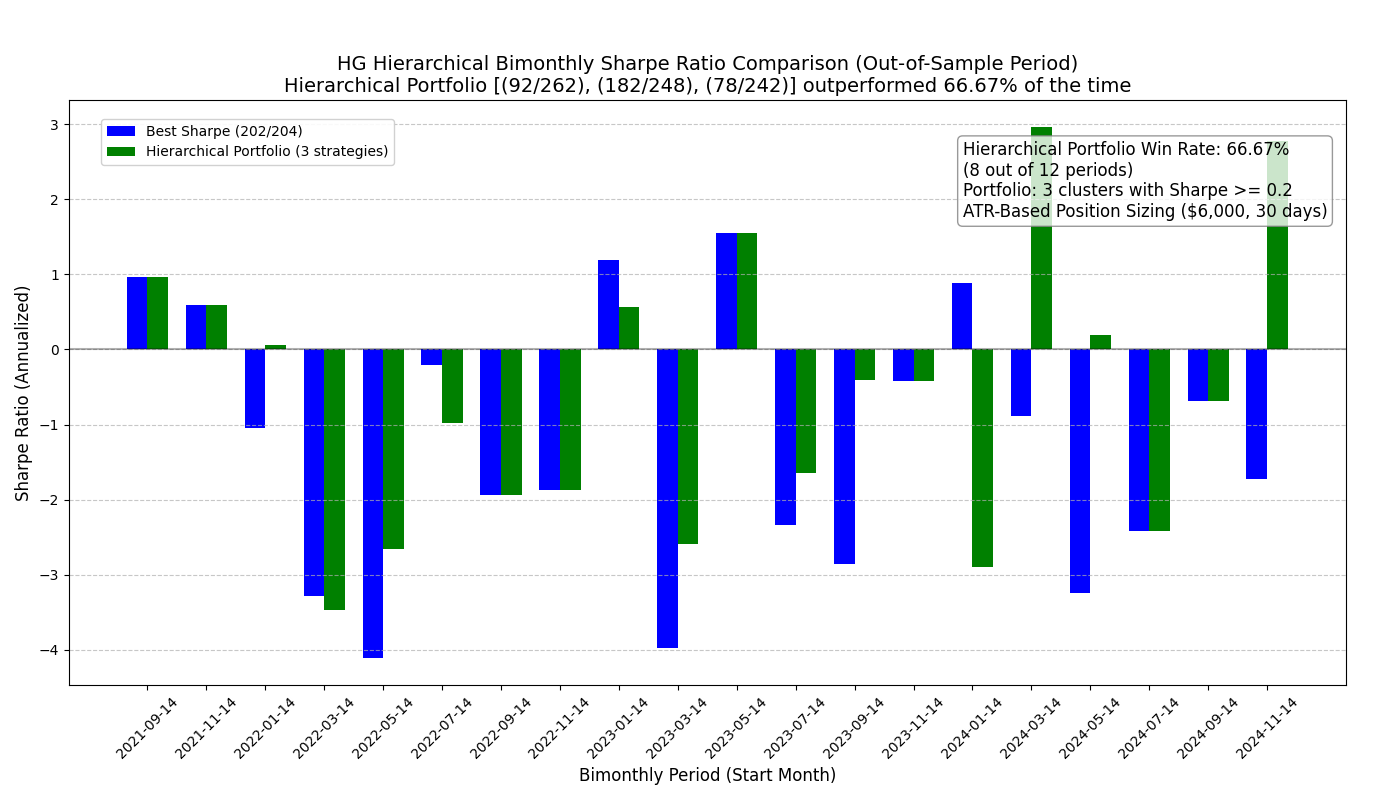 HG Hierarchical Bimonthly Sharpe Ratio Comparison (Out-of-Sample Period)
Hierarchical Portfolio [(92/262), (182/248), (78/242)] outperformed 66.67% of the time
Best Sharpe (202/204)
Hierarchical Portfolio (3 strategies)
Hierarchical Portfolio Win Rate: 66.67%
(8 out of 12 periods)
Portfolio: 3 clusters with Sharpe >= 0.2
ATR-Based Position Sizing ($6,000, 30 days)
Sharpe Ratio (Annualized)
3
2
1
0
−1
−2
−3
−4
2021-09-14
2021-11-14
2022-01-14
2022-03-14
2022-05-14
2022-07-14
2022-09-14
2022-11-14
2023-01-14
2023-03-14
2023-05-14
2023-07-14
2023-09-14
2023-11-14
2024-01-14
2024-03-14
2024-05-14
2024-07-14
2024-09-14
2024-11-14
Bimonthly Period (Start Month)